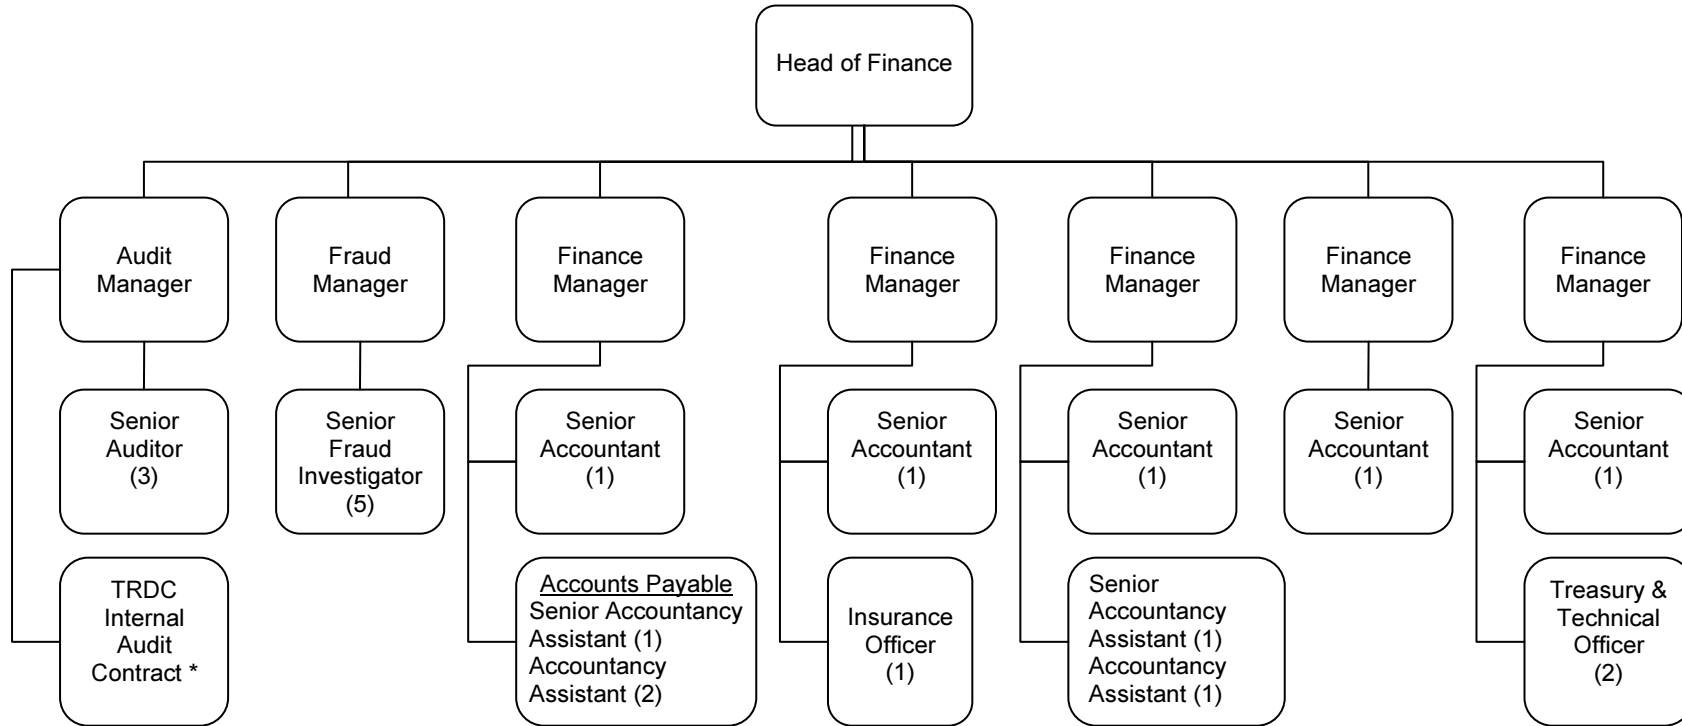 Head of Finance
Audit
Manager
Fraud
Manager
Finance
Manager
Finance
Manager
Finance
Manager
Finance
Manager
Finance
Manager
Senior
Auditor
(3)
Senior
Fraud
Investigator
(5)
Senior
Accountant
(1)
Senior
Accountant
(1)
Senior
Accountant
(1)
Senior
Accountant
(1)
Senior
Accountant
(1)
TRDC
Internal
Audit
Contract *
Accounts Payable
Senior Accountancy
Assistant (1)
Accountancy
Assistant (2)
Insurance
Officer
(1)
Senior
Accountancy
Assistant (1)
Accountancy
Assistant (1)
Treasury &
Technical
Officer
(2)